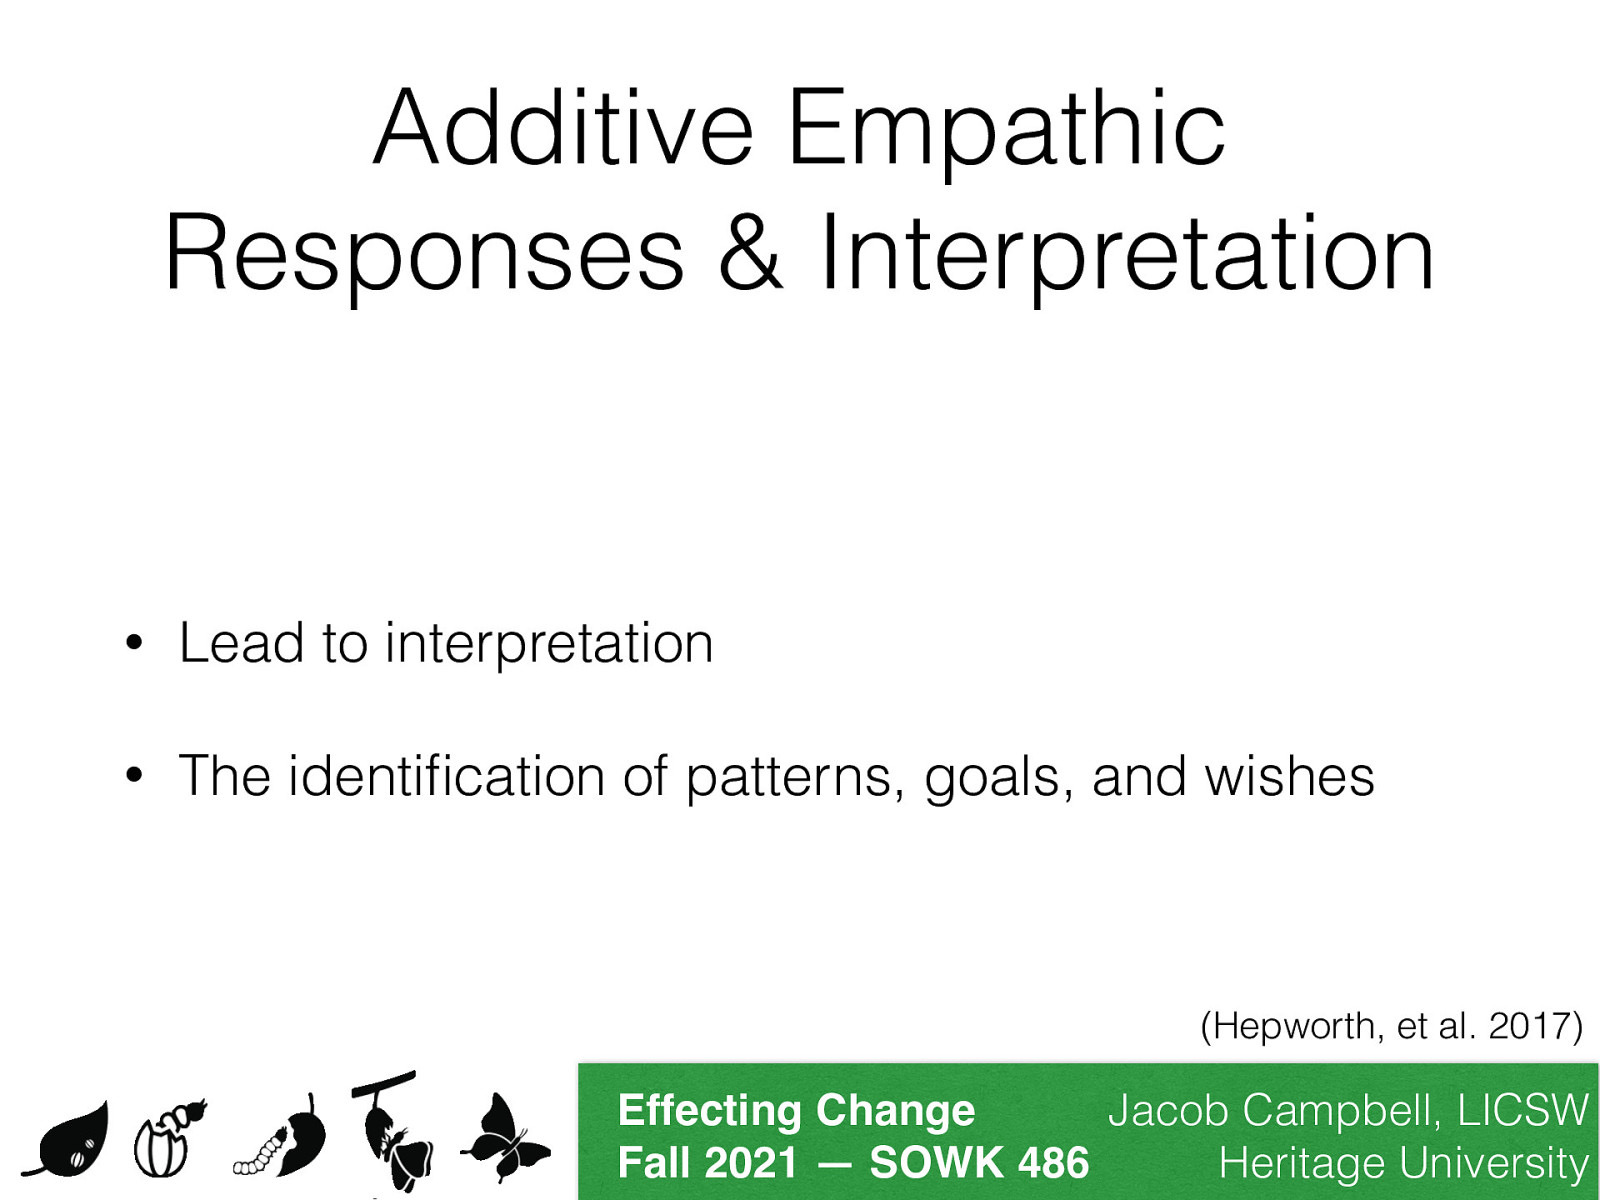 Additive Empathic
Responses & Interpretation
• Lead to interpretation
• The identification of patterns, goals, and wishes
(Hepworth, et al. 2017)
Effecting Change
Fall 2021 — SOWK 486
Jacob Campbell, LICSW
Heritage University